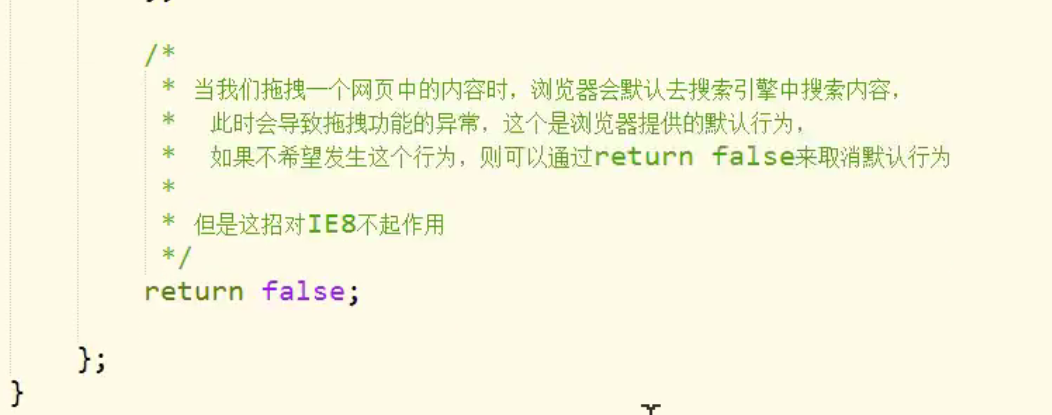 /*
* 当我们拖拽一个网页中的内容时，浏览器会默认去搜索引擎中搜索内容，
* 此时会导致拖拽功能的异常，这个是浏览器提供的默认行为，
* 如果不希望发生这个行为，则可以通过return false来取消默认行为
*
* 但是这招对IE8不起作用
*/
return false;
};
}